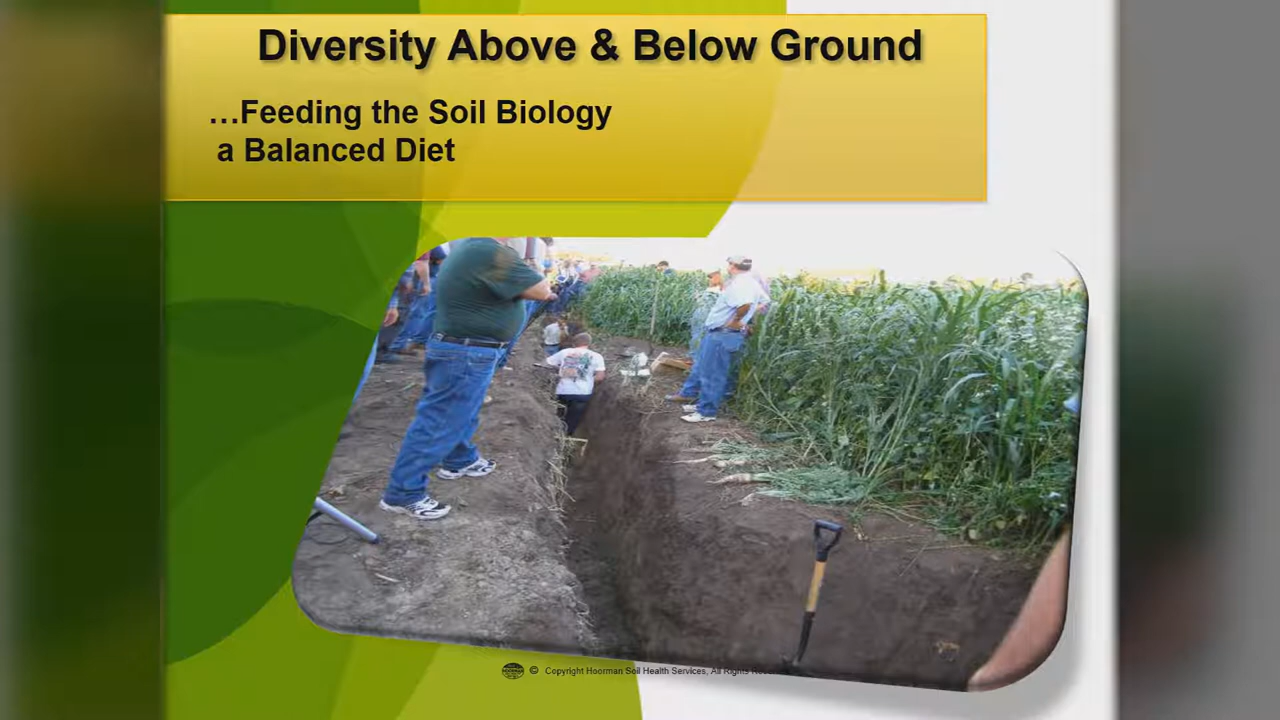 Diversity Above & Below Ground
…Feeding the Soil Biology
a Balanced Diet
© Copyright Hoorman Soil Health Services, All Rights